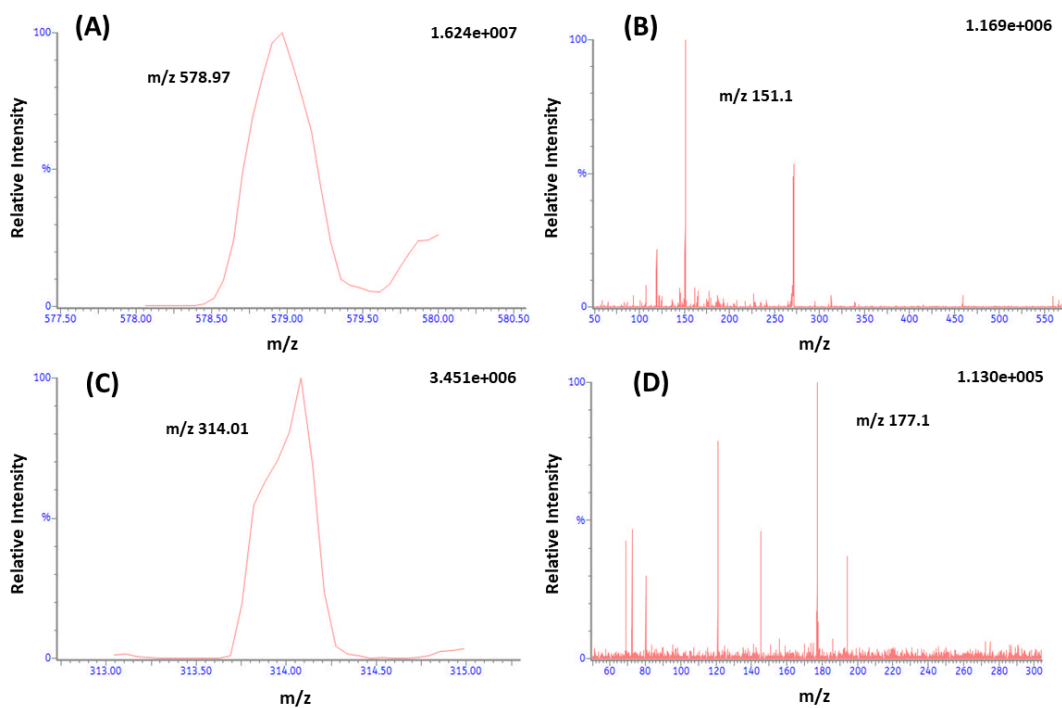 (A)
1.624e+007
100
m/z 578.97
%
0
Relative Intensity
577.50 578.00 578.50 579.00 579.50 580.00 580.50
m/z
(B)
1.169e+006
100
m/z 151.1
%
0
Relative Intensity
50 100 150 200 250 300 350 400 450 500 550
m/z
(C)
3.451e+006
100
m/z 314.01
%
0
Relative Intensity
313.00 313.50 314.00 314.50 315.00
m/z
(D)
1.130e+005
100
m/z 177.1
%
0
Relative Intensity
60 80 100 120 140 160 180 200 220 240 260 280 300
m/z